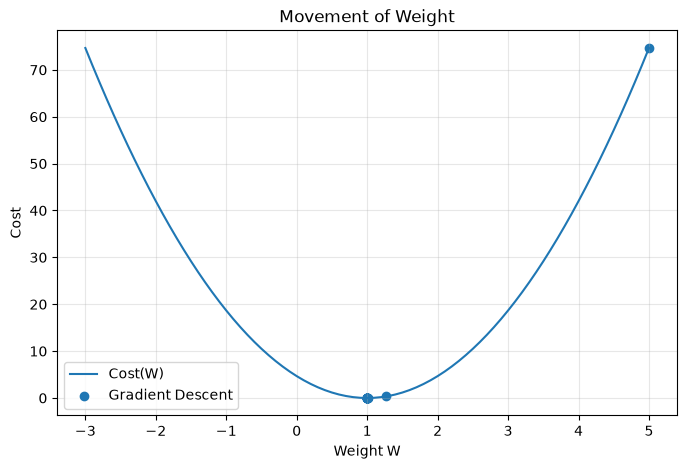 Movement of Weight
Cost
70
60
50
40
30
20
10
0
Cost(W)
Gradient Descent
−3 −2 −1 0 1 2 3 4 5
Weight W